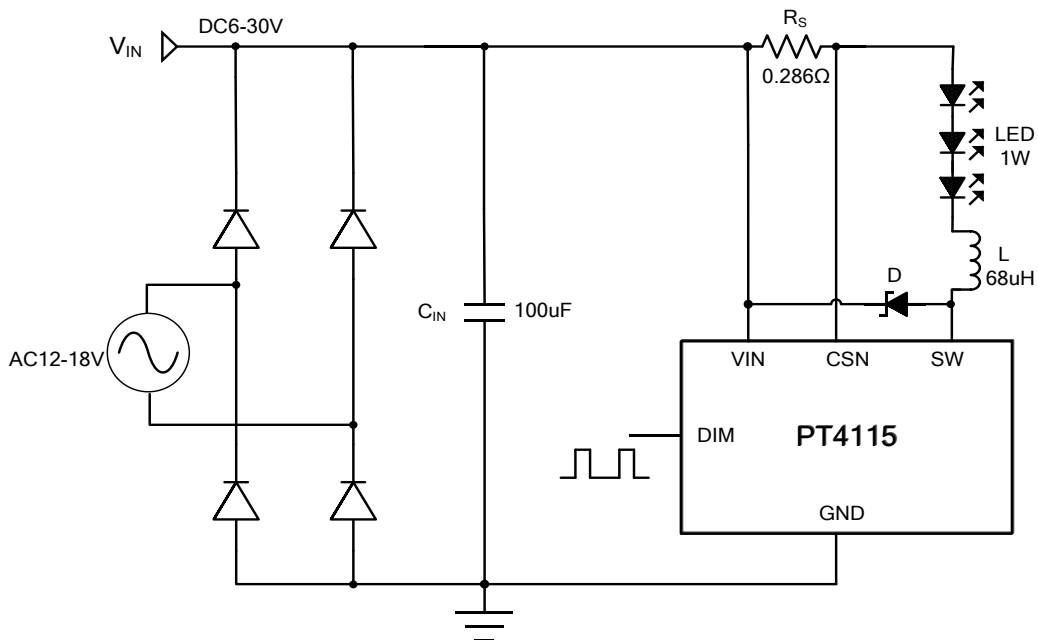 DC6-30V
VIN
RS
0.286Ω
LED
1W
L
68uH
D
CIN
100uF
AC12-18V
VIN
CSN
SW
DIM
PT4115
GND